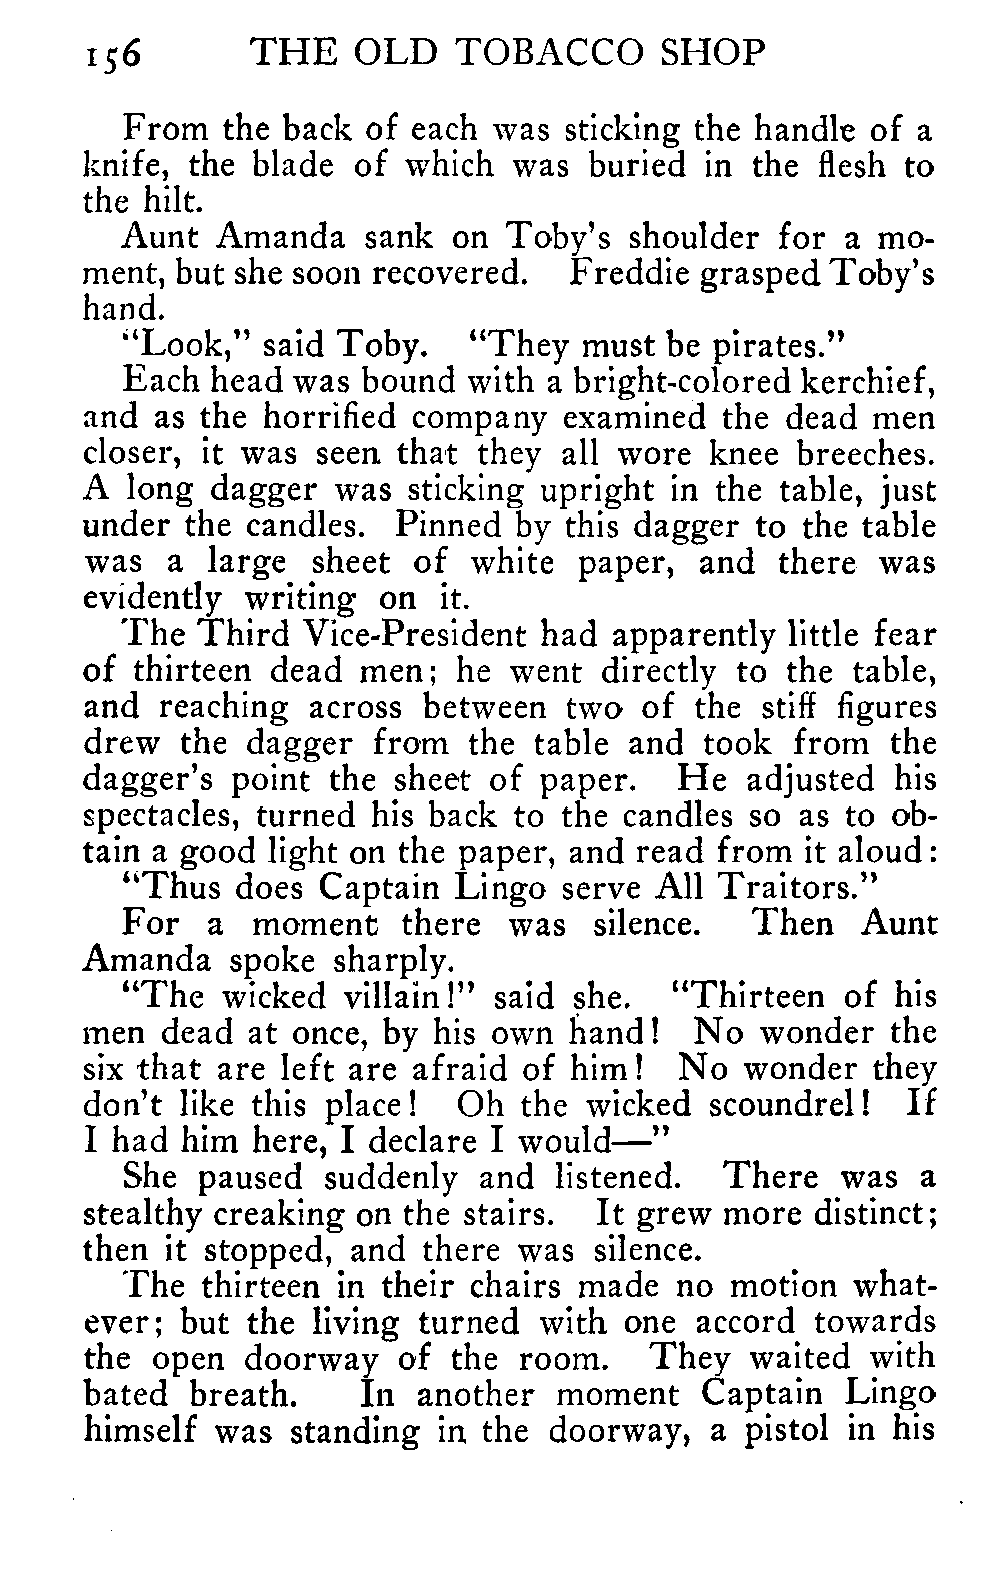 156 THE OLD TOBACCO SHOP
From the back of each was sticking the handle of a
knife, the blade of which was buried in the flesh to
the hilt.
Aunt Amanda sank on Toby's shoulder for a mo-
ment, but she soon recovered. Freddie grasped Toby's
hand.
"Look," said Toby. "They must be pirates."
Each head was bound with a bright-colored kerchief,
and as the horrified company examined the dead men
closer, it was seen that they all wore knee breeches.
A long dagger was sticking upright in the table, just
under the candles. Pinned by this dagger to the table
was a large sheet of white paper, and there was
evidently writing on it.
The Third Vice-President had apparently little fear
of thirteen dead men; he went directly to the table,
and reaching across between two of the stiff figures
drew the dagger from the table and took from the
dagger's point the sheet of paper. He adjusted his
spectacles, turned his back to the candles so as to ob-
tain a good light on the paper, and read from it aloud:
"Thus does Captain Lingo serve All Traitors."
For a moment there was silence. Then Aunt
Amanda spoke sharply.
"The wicked villain!" said she. "Thirteen of his
men dead at once, by his own hand! No wonder the
six that are left are afraid of him! No wonder they
don't like this place! Oh the wicked scoundrel! If
I had him here, I declare I would—"
She paused suddenly and listened. There was a
stealthy creaking on the stairs. It grew more distinct;
then it stopped, and there was silence.
The thirteen in their chairs made no motion what-
ever; but the living turned with one accord towards
the open doorway of the room. They waited with
bated breath. In another moment Captain Lingo
himself was standing in the doorway, a pistol in his